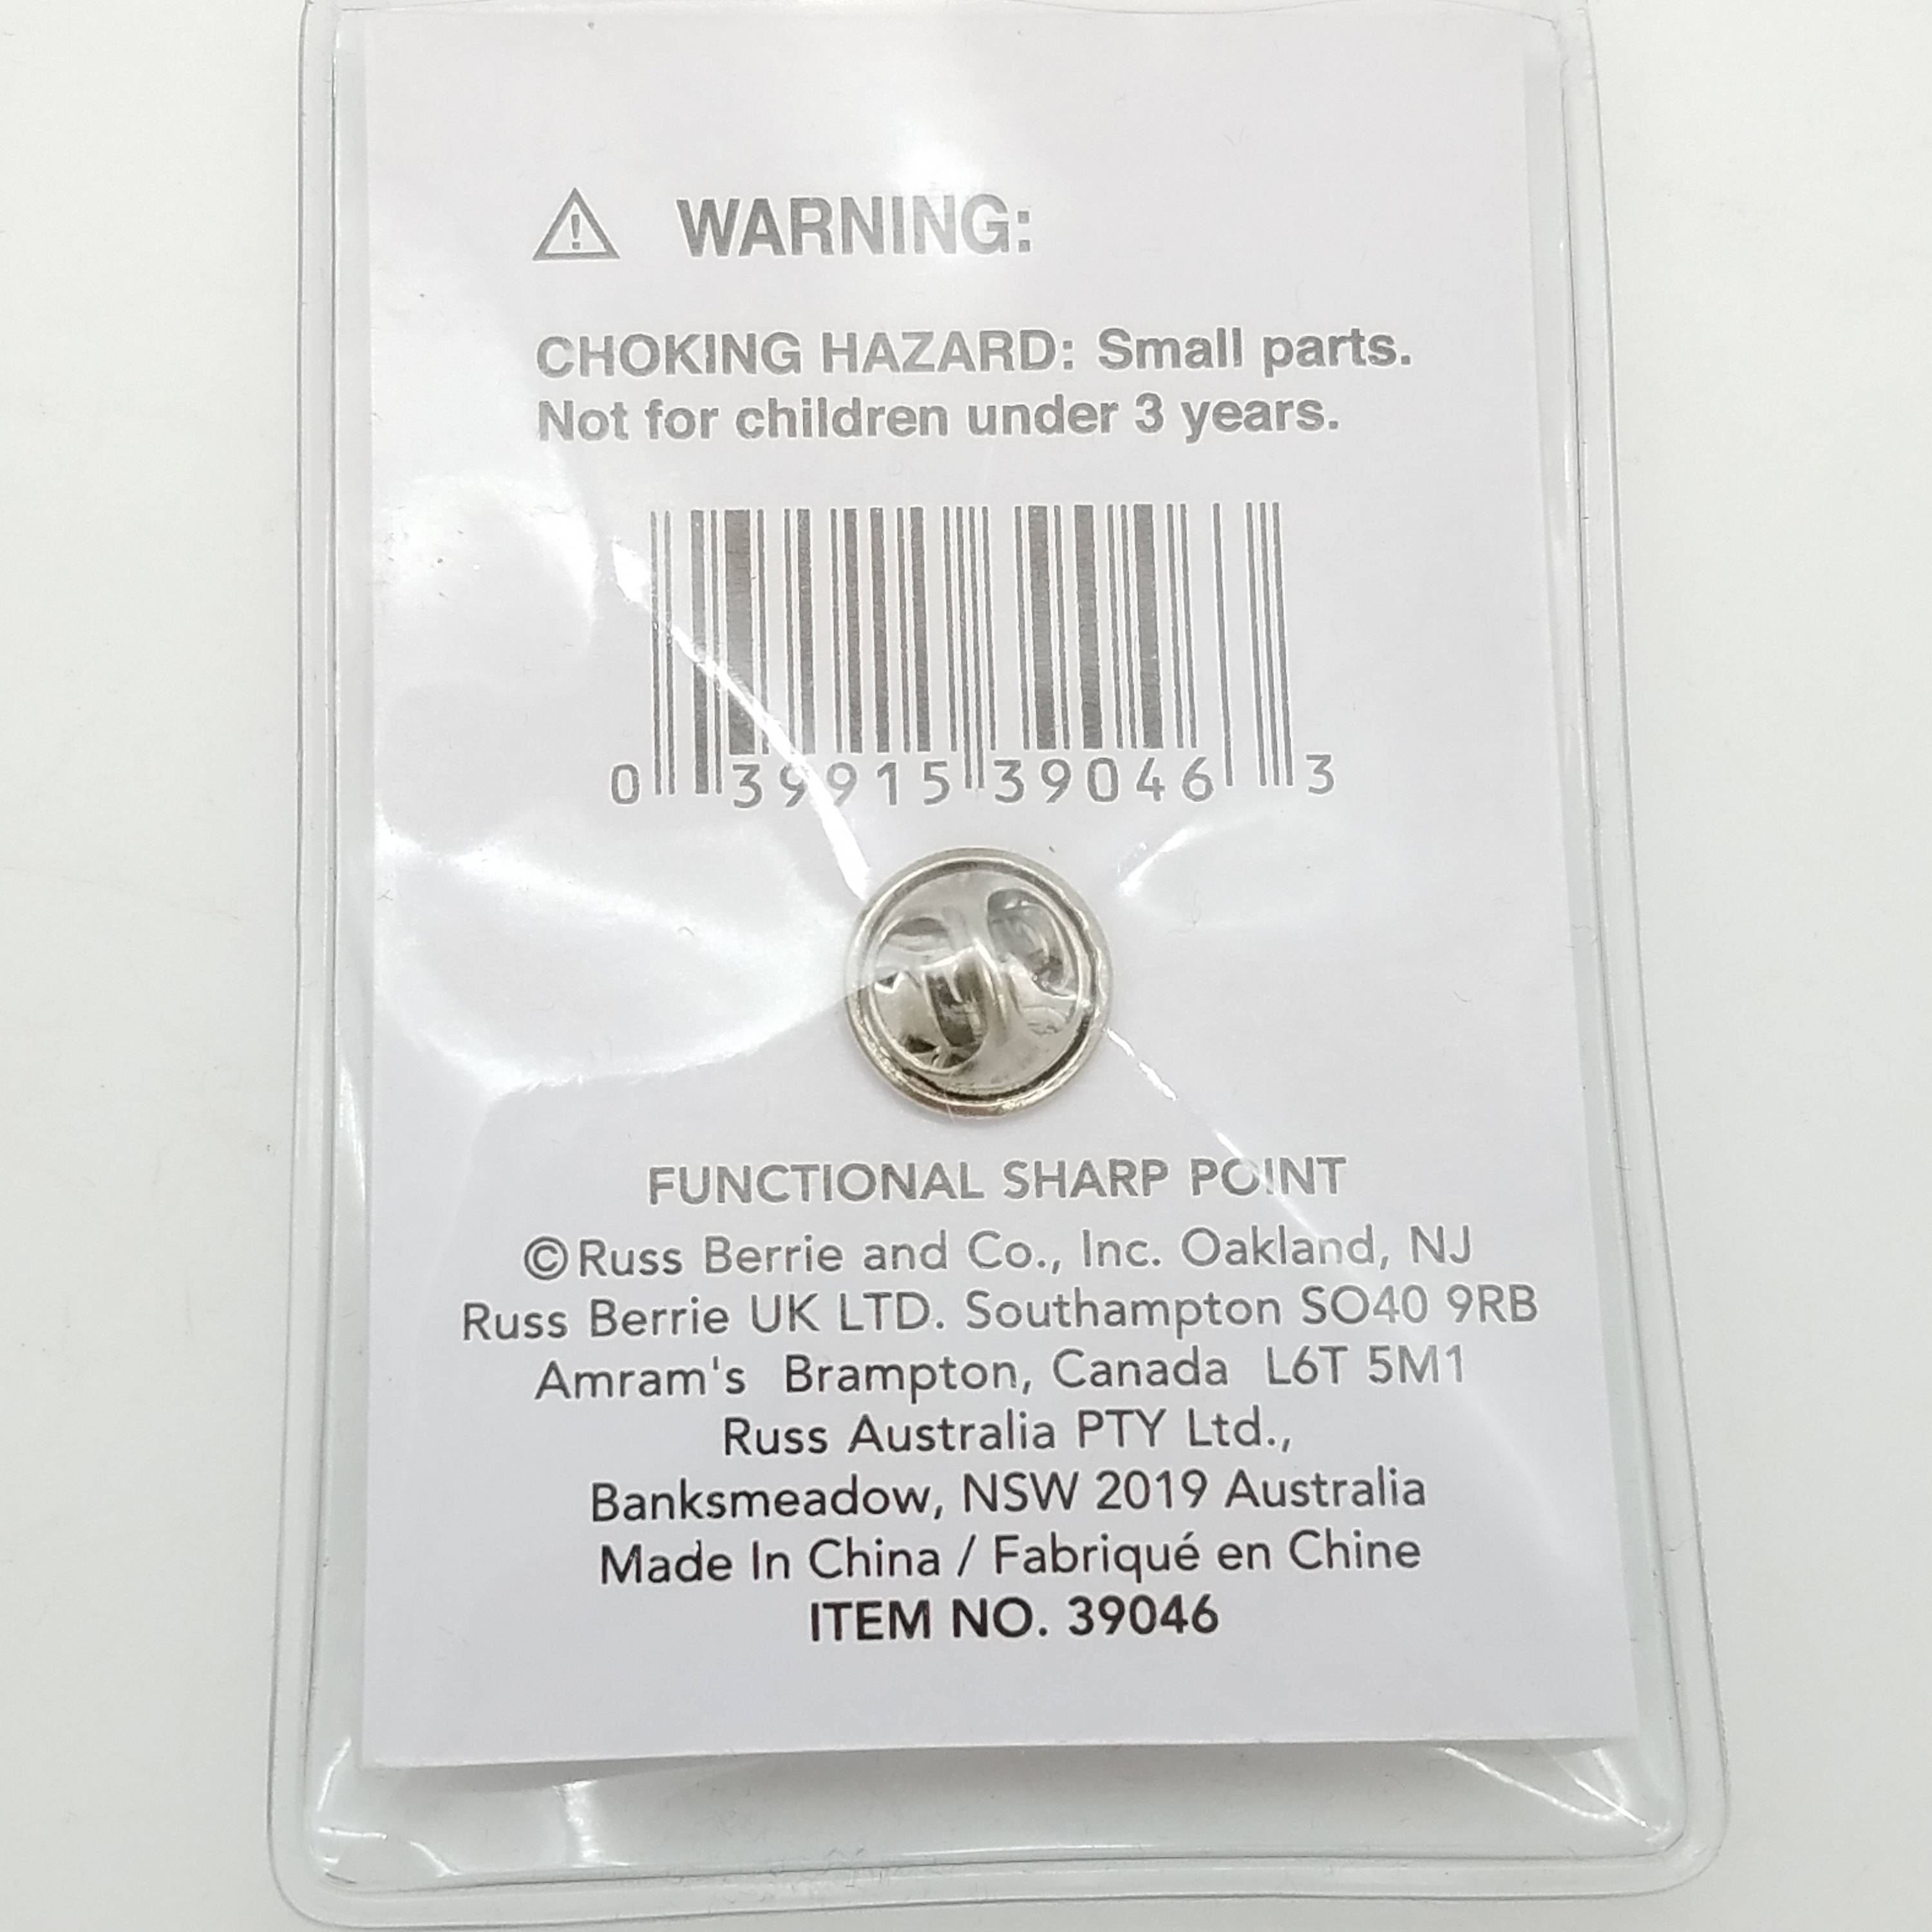 WARNING:
CHOKING HAZARD: Small parts.
Not for children under 3 years.
0 39915 39046 3
FUNCTIONAL SHARP POINT
©Russ Berrie and Co., Inc. Oakland, NJ
Russ Berrie UK LTD. Southampton SO40 9RB
Amram's Brampton, Canada L6T 5M1
Russ Australia PTY Ltd.,
Banksmeadow, NSW 2019 Australia
Made In China / Fabriqué en Chine
ITEM NO. 39046